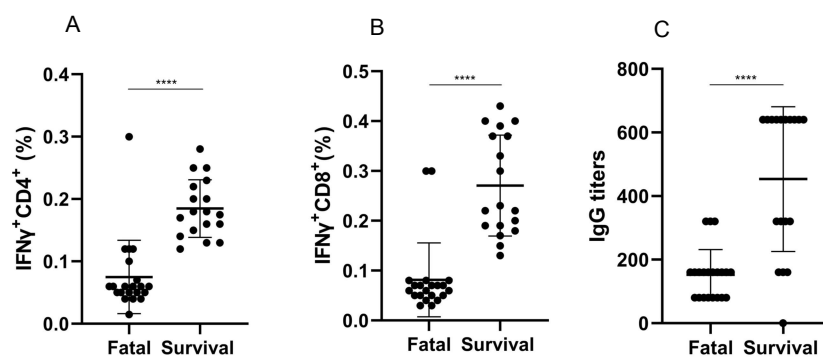 A
IFNγ⁺CD4⁺ (%)
0.4
0.3
0.2
0.1
0.0
****
Fatal Survival
B
IFNγ⁺CD8⁺(%)
0.5
0.4
0.3
0.2
0.1
0.0
****
Fatal Survival
C
IgG titers
800
600
400
200
0
****
Fatal Survival